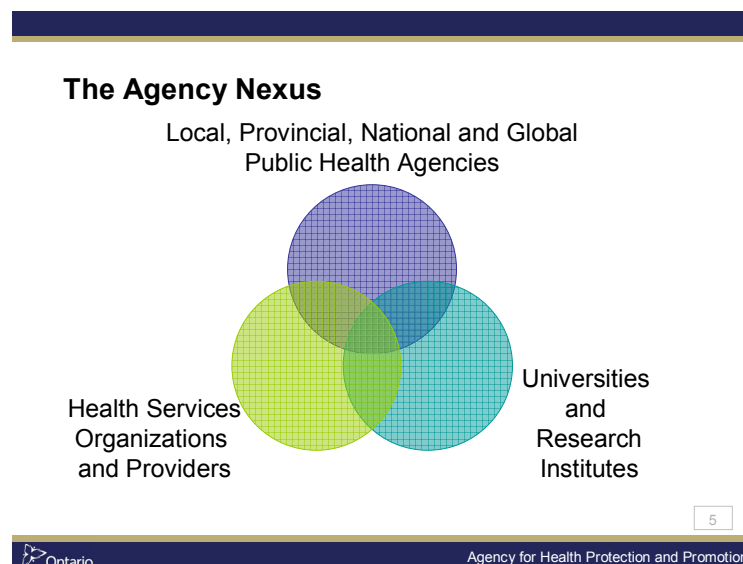 The Agency Nexus
Local, Provincial, National and Global
Public Health Agencies
Health Services
Organizations
and Providers
Universities
and
Research
Institutes
5
Ontario
Agency for Health Protection and Promotion